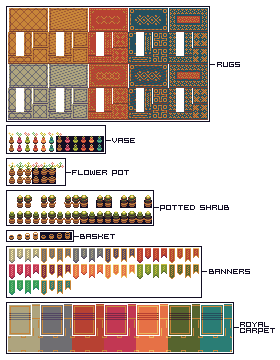 RUGS
VASE
FLOWER POT
POTTED SHRUB
BASKET
BANNERS
ROYAL
CARPET